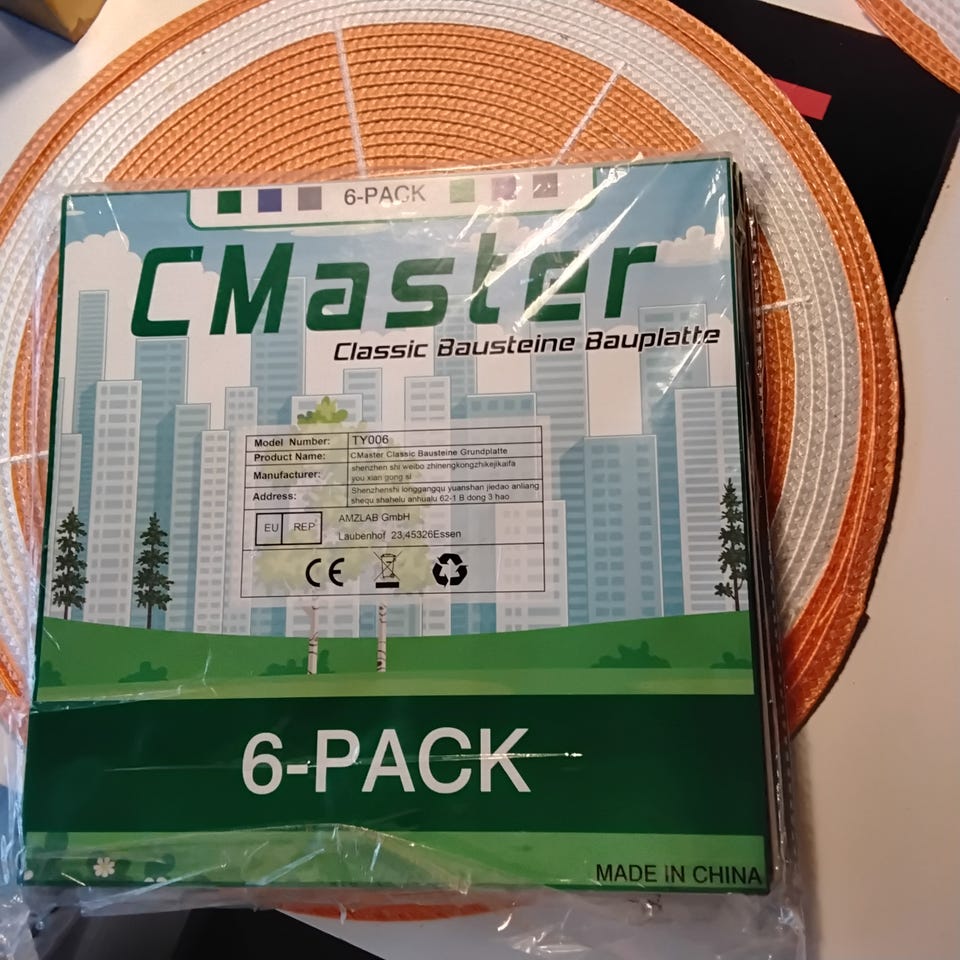 6-PACK
CMaster
Classic Bausteine Bauplatte
Model Number: TY006
Product Name: CMaster Classic Bausteine Grundplatte
Manufacturer: shenzhen shi weibo zhinengkongzhikejikaifa
you xian gong si
Address: Shenzhenshi longgangqu yuanshan jiedao anliang
shequ shahelu anhualu 62-1 B dong 3 hao
EU REP AMZLAB GmbH
Laubenhof 23,45326Essen
CE
6-PACK
MADE IN CHINA